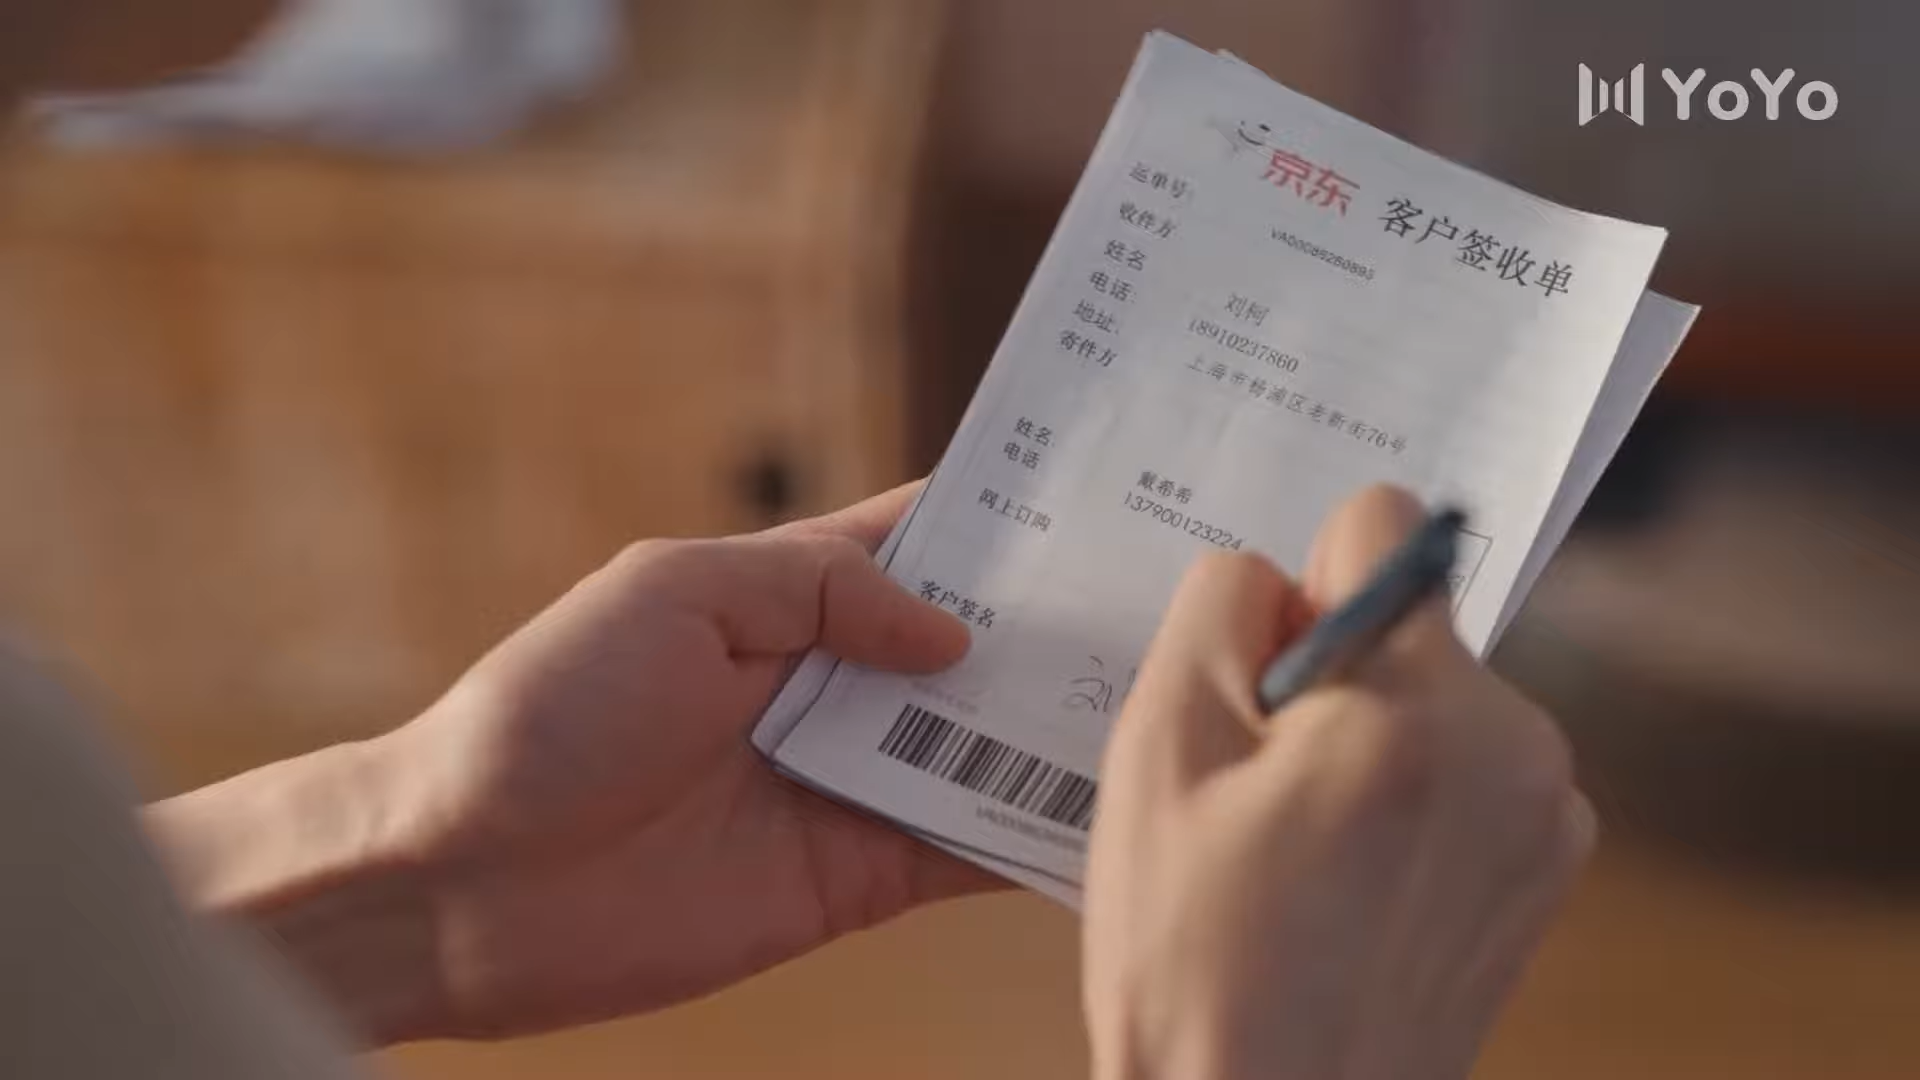 YoYo
京东 客户签收单
运单号: VA00085280893
收件方
姓名 刘柯
电话: 18910237860
地址: 上海市杨浦区老新街76号
寄件方
姓名: 戴希希
电话 137900123224
网上订购
客户签名